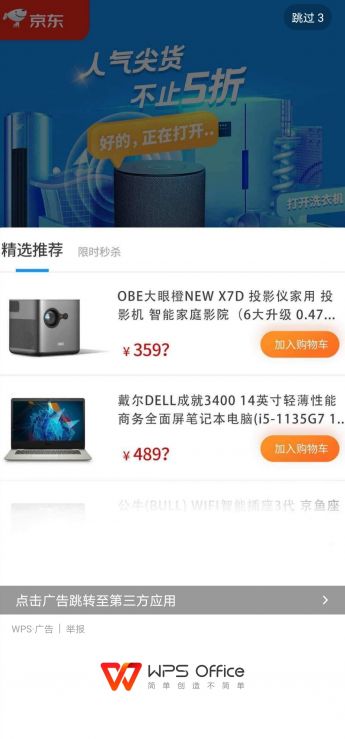 京东
跳过 3
人气尖货
不止5折
好的，正在打开..
打开洗衣机
精选推荐
限时秒杀
OBE大眼橙NEW X7D 投影仪家用 投
影机 智能家庭影院（6大升级 0.47...
¥ 359?
加入购物车
戴尔DELL成就3400 14英寸轻薄性能
商务全面屏笔记本电脑(i5-1135G7 1..
¥ 489?
加入购物车
公牛(BULL) WIFI智能插座3代 京鱼座
点击广告跳转至第三方应用
WPS 广告 | 举报
WPS Office
简单创造不简单